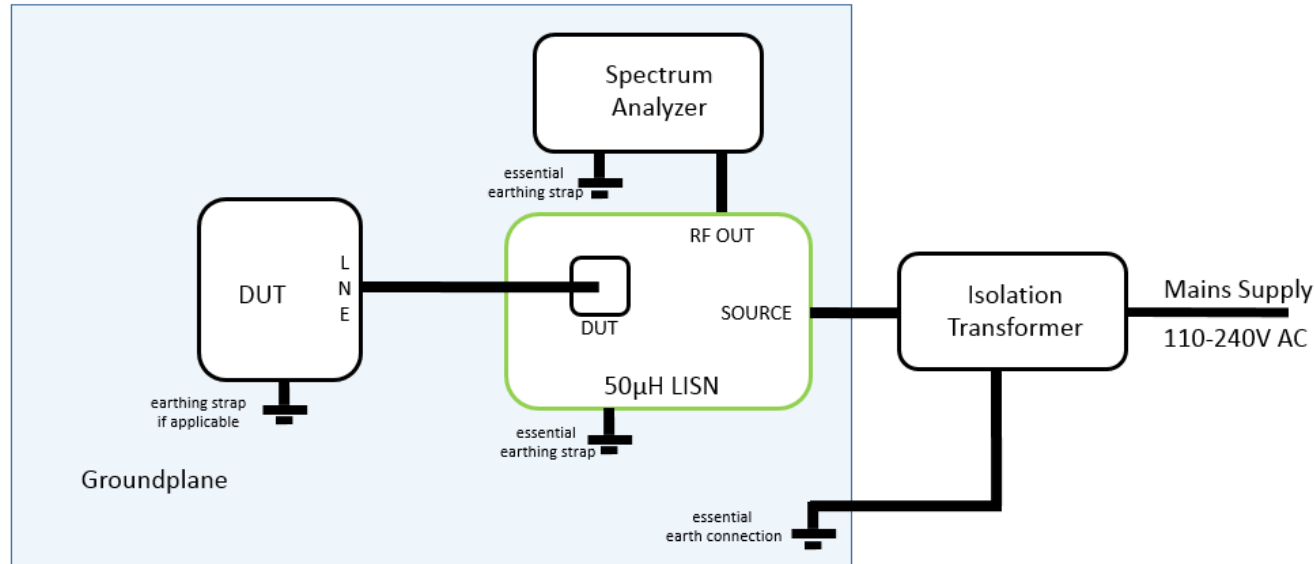 Spectrum
Analyzer
essential
earthing strap
RF OUT
L
N
E
DUT
DUT
SOURCE
50µH LISN
Isolation
Transformer
Mains Supply
110-240V AC
earthing strap
if applicable
essential
earthing strap
Groundplane
essential
earth connection